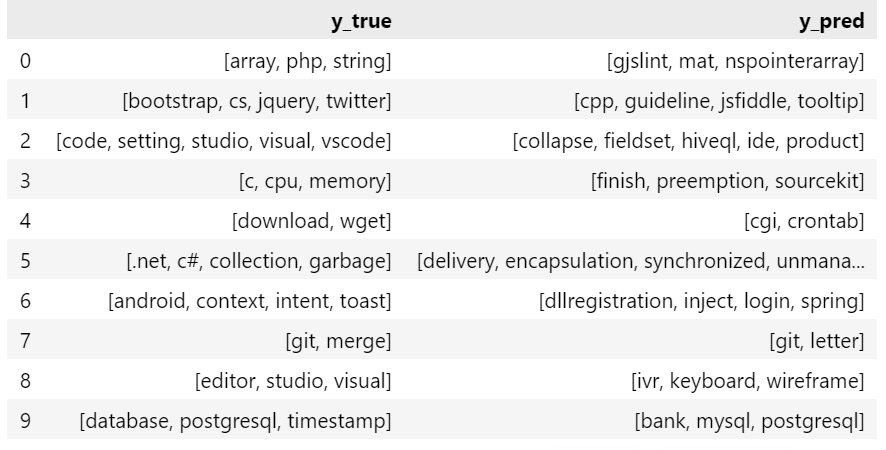 y_true y_pred
0 [array, php, string] [gjslint, mat, nspointerarray]
1 [bootstrap, cs, jquery, twitter] [cpp, guideline, jsfiddle, tooltip]
2 [code, setting, studio, visual, vscode] [collapse, fieldset, hiveql, ide, product]
3 [c, cpu, memory] [finish, preemption, sourcekit]
4 [download, wget] [cgi, crontab]
5 [.net, c#, collection, garbage] [delivery, encapsulation, synchronized, unmana...
6 [android, context, intent, toast] [dllregistration, inject, login, spring]
7 [git, merge] [git, letter]
8 [editor, studio, visual] [ivr, keyboard, wireframe]
9 [database, postgresql, timestamp] [bank, mysql, postgresql]